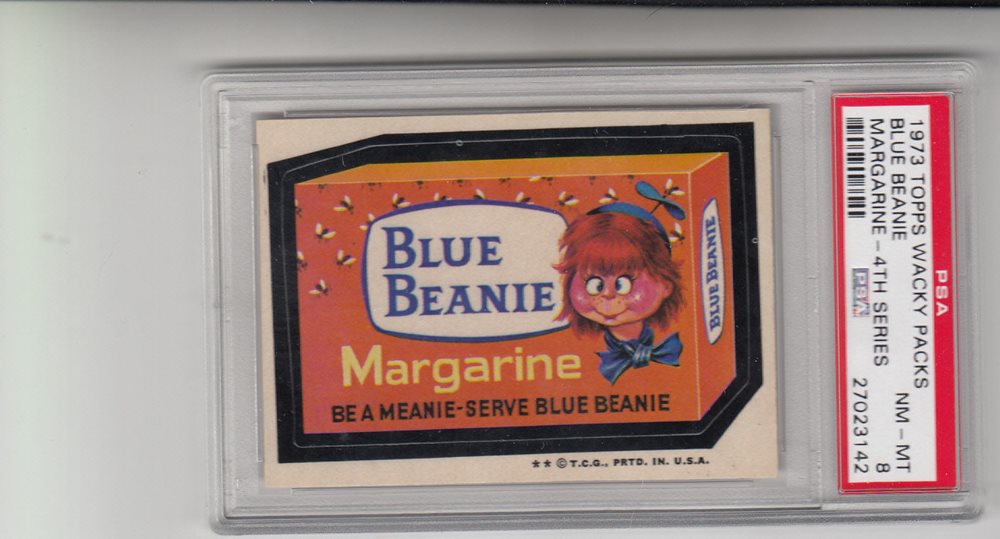 BLUE
BEANIE
Margarine
BE A MEANIE-SERVE BLUE BEANIE
BLUE BEANIE
** ©T.C.G., PRTD. IN. U.S.A.
PSA
1973 TOPPS WACKY PACKS NM - MT
BLUE BEANIE 8
MARGARINE - 4TH SERIES 27023142
PSA